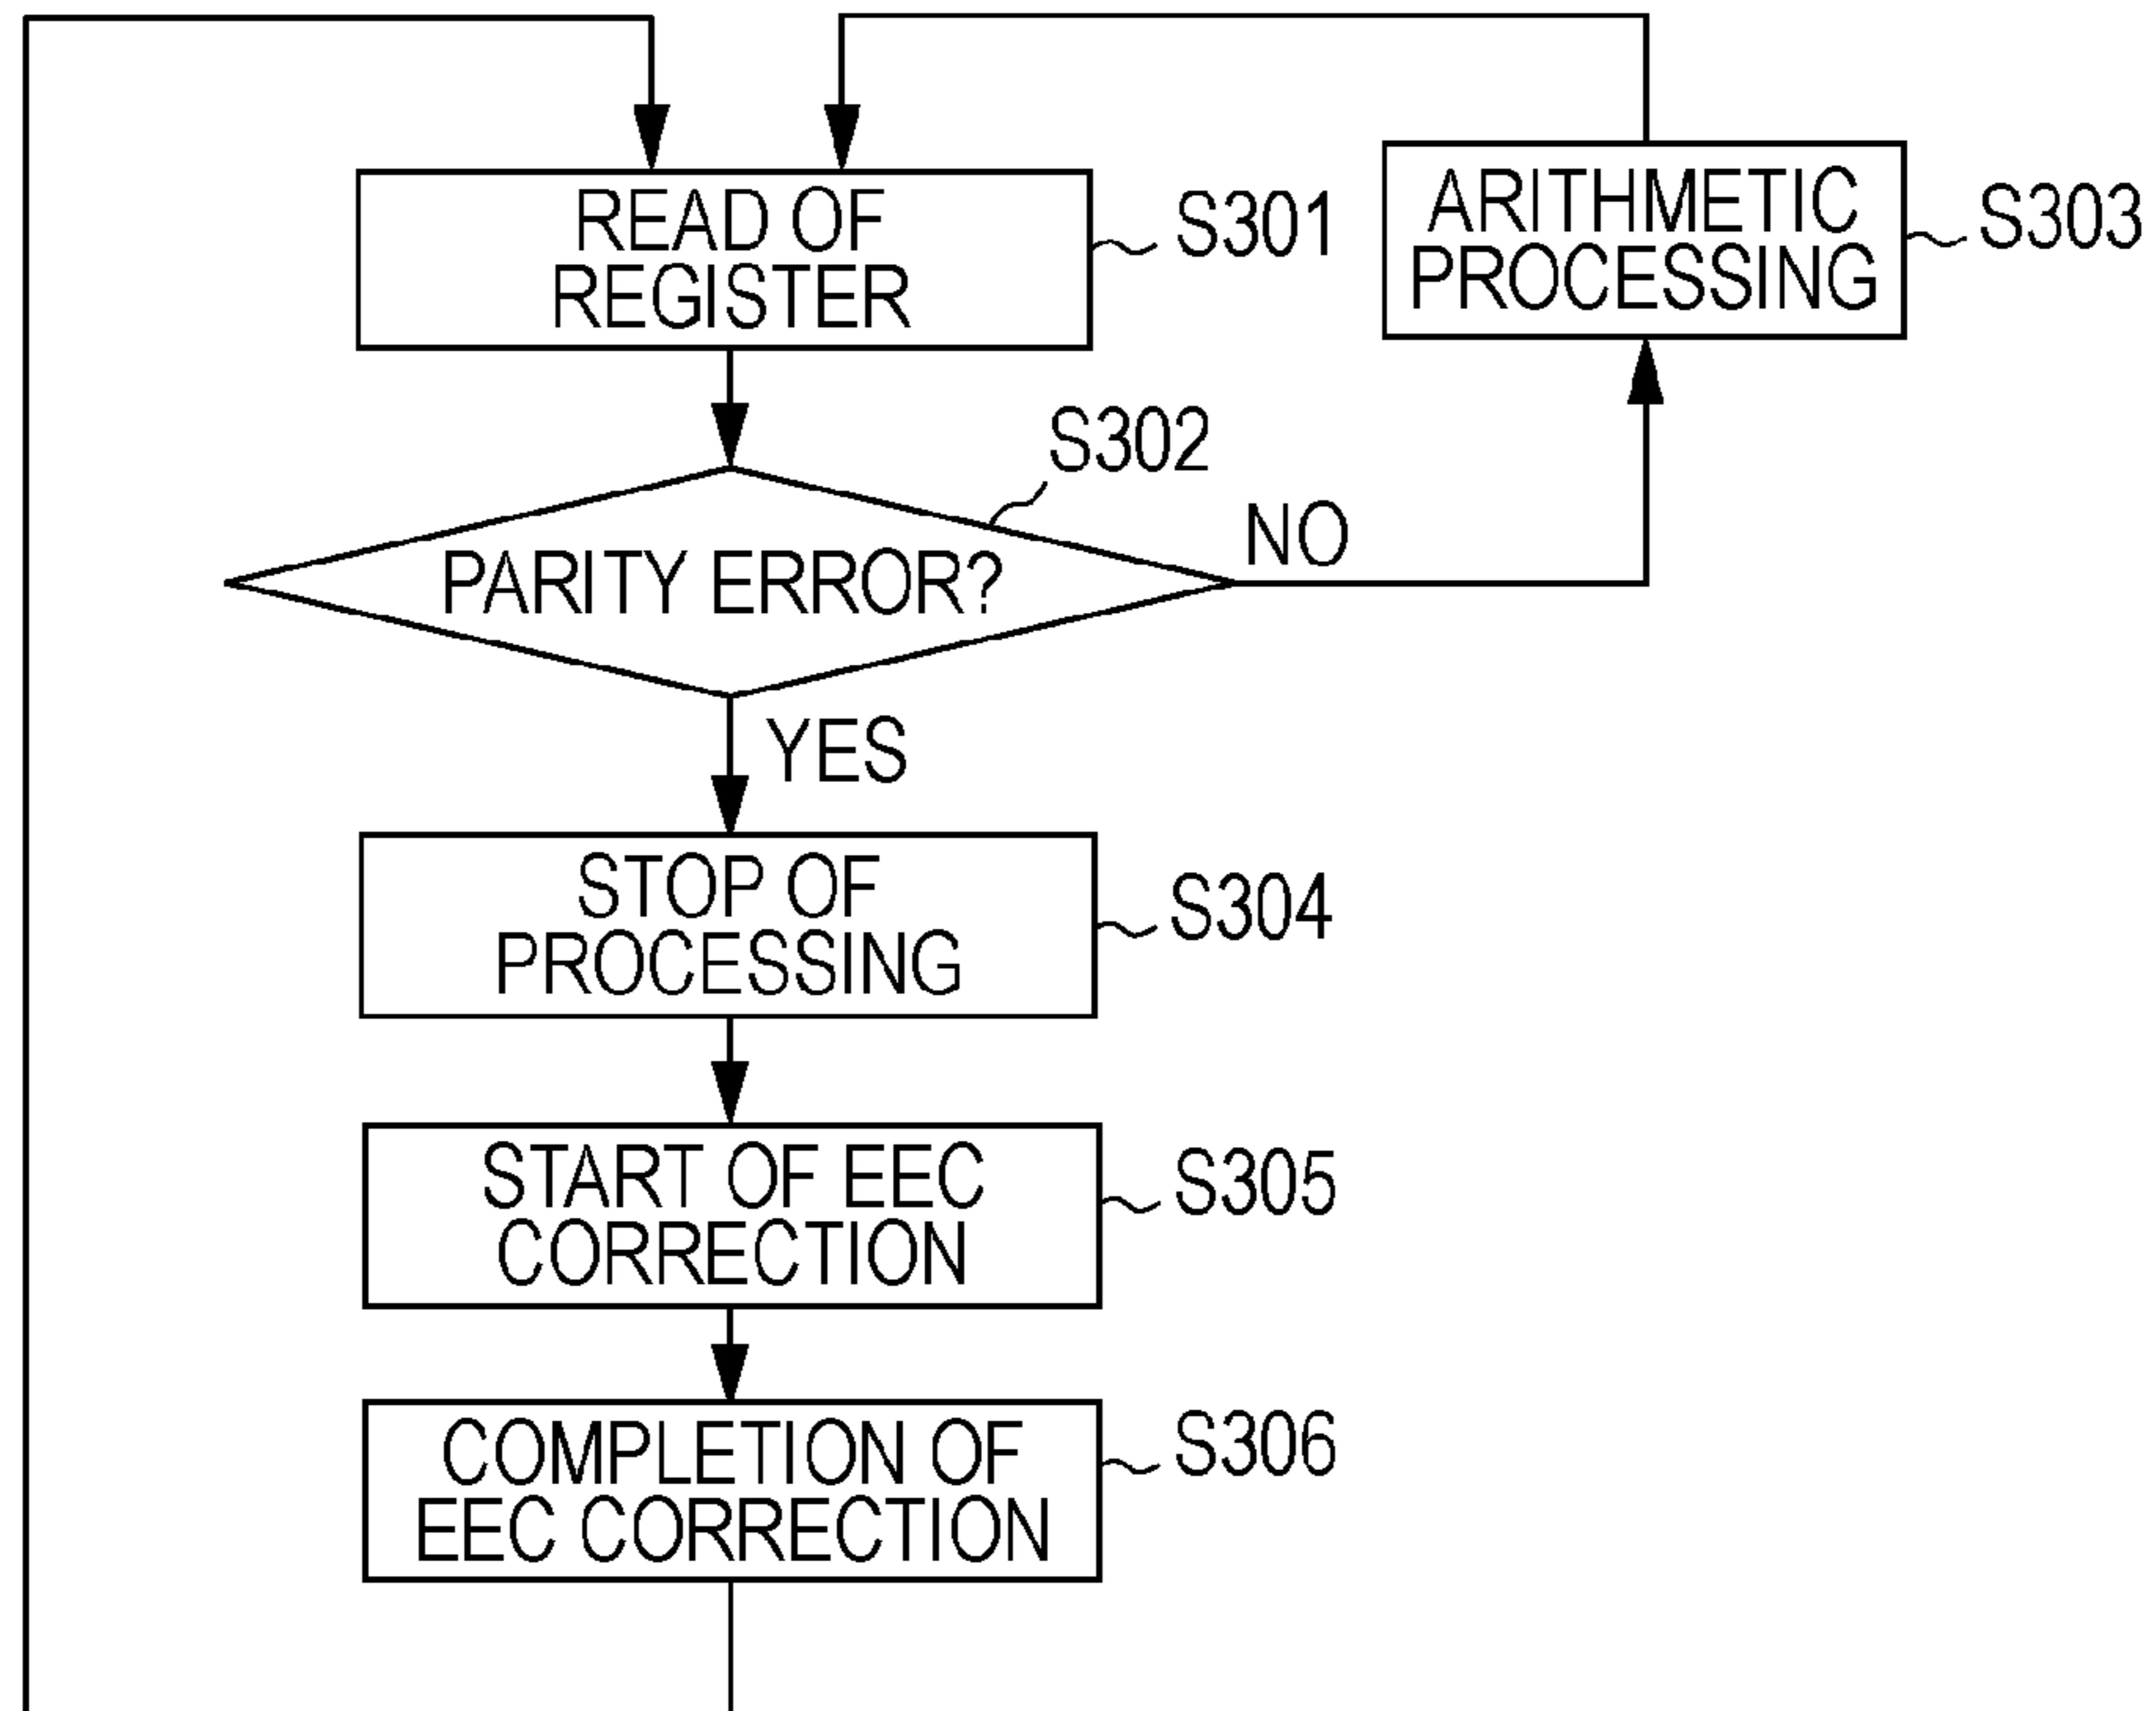 READ OF
REGISTER
S301
ARITHMETIC
PROCESSING
S303
S302
PARITY ERROR?
NO
YES
STOP OF
PROCESSING
S304
START OF EEC
CORRECTION
S305
COMPLETION OF
EEC CORRECTION
S306